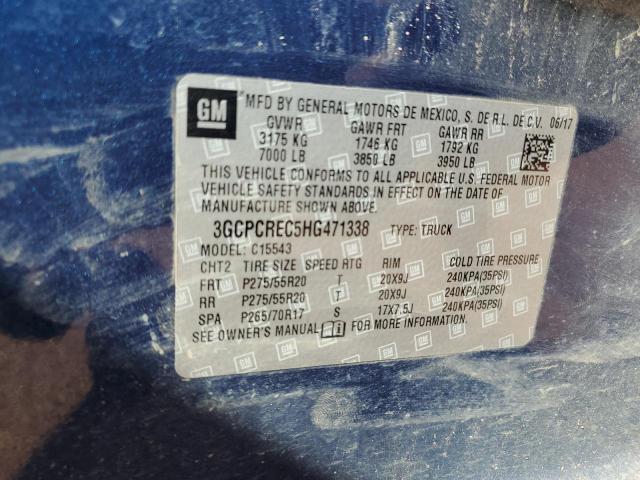 GM MFD BY GENERAL MOTORS DE MEXICO, S. DE R.L. DE C.V. 06/17
GVWR GAWR FRT GAWR RR
3175 KG 1746 KG 1792 KG
7000 LB 3850 LB 3950 LB
THIS VEHICLE CONFORMS TO ALL APPLICABLE U.S. FEDERAL MOTOR
VEHICLE SAFETY STANDARDS IN EFFECT ON THE DATE OF
MANUFACTURE SHOWN ABOVE.
3GCPCREC5HG471338 TYPE: TRUCK
MODEL: C15543
CHT2 TIRE SIZE SPEED RTG RIM COLD TIRE PRESSURE
FRT P275/55R20 T 20X9J 240KPA(35PSI)
RR P275/55R20 T 20X9J 240KPA(35PSI)
SPA P265/70R17 S 17X7.5J 240KPA(35PSI)
SEE OWNER'S MANUAL FOR MORE INFORMATION.